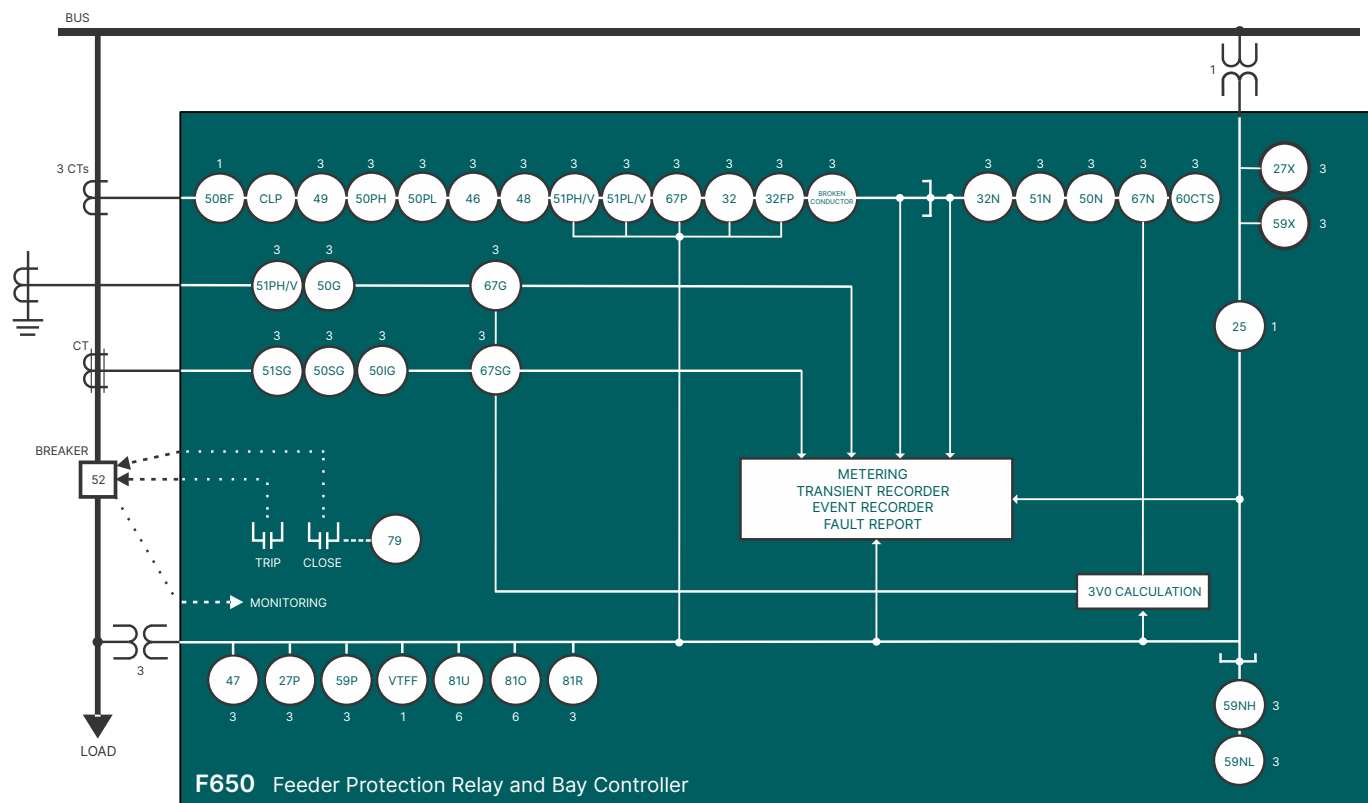 BUS
1
3 CTs
1 3 3 3 3 3 3 3 3 3 3 3 3 3 3 3 3
50BF CLP 49 50PH 50PL 46 48 51PH/V 51PL/V 67P 32 32FP BROKEN CONDUCTOR 32N 51N 50N 67N 60CTS
27X 3
59X 3
3 3 3
51PH/V 50G 67G
25 1
CT
3 3 3
51SG 50SG 50IG 67SG
BREAKER
52
METERING
TRANSIENT RECORDER
EVENT RECORDER
FAULT REPORT
79
TRIP CLOSE
3V0 CALCULATION
MONITORING
3
47 27P 59P VTFF 81U 81O 81R
3 3 3 1 6 6 3
59NH 3
59NL 3
LOAD
F650 Feeder Protection Relay and Bay Controller